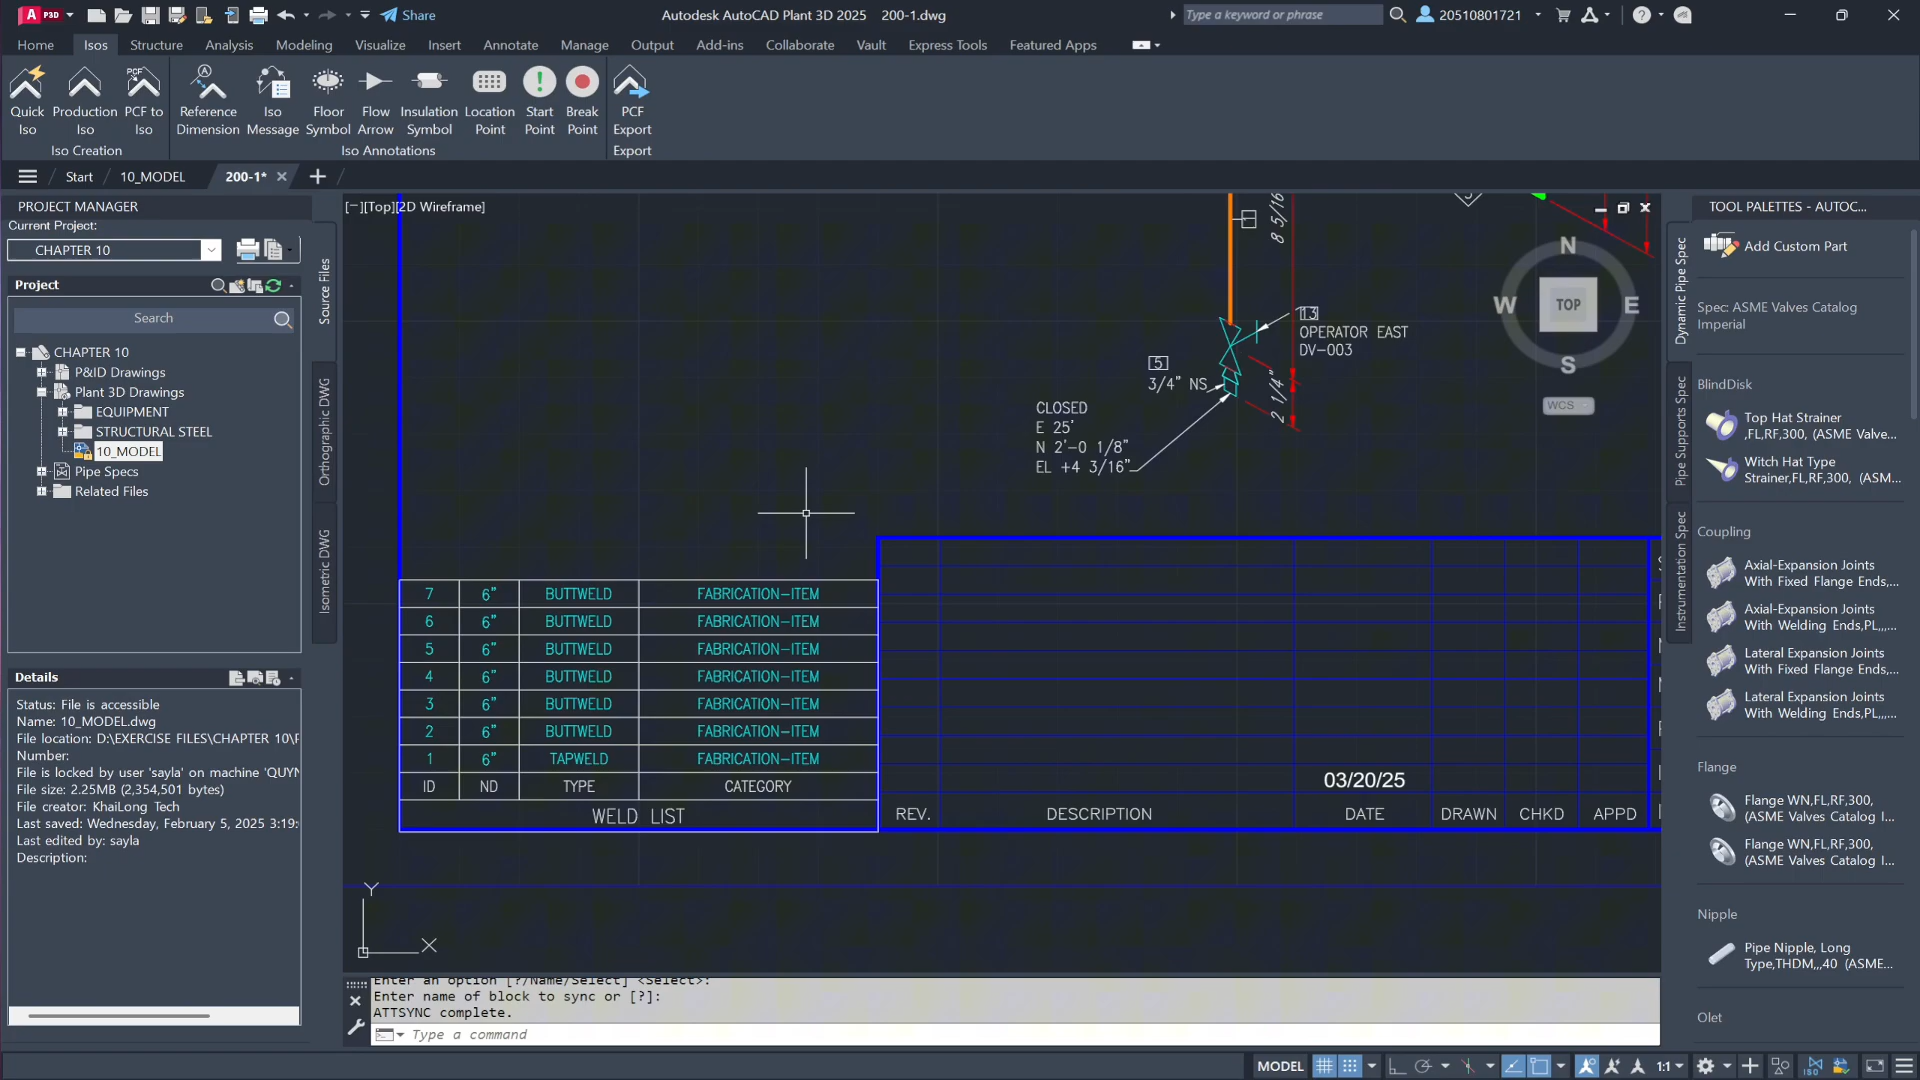 A P3D
Share
Autodesk AutoCAD Plant 3D 2025 200-1.dwg
Type a keyword or phrase
20510801721
Home Isos Structure Analysis Modeling Visualize Insert Annotate Manage Output Add-ins Collaborate Vault Express Tools Featured Apps
Quick Iso
Production Iso
PCF to Iso
Reference Dimension
Iso Message
Floor Symbol
Flow Arrow
Insulation Symbol
Location Point
Start Point
Break Point
PCF Export
Iso Creation
Iso Annotations
Export
Start
10_MODEL
200-1*
PROJECT MANAGER
Current Project:
CHAPTER 10
Project
Search
CHAPTER 10
P&ID Drawings
Plant 3D Drawings
EQUIPMENT
STRUCTURAL STEEL
10_MODEL
Pipe Specs
Related Files
Source Files
Orthographic DWG
Isometric DWG
Details
Status: File is accessible
Name: 10_MODEL.dwg
File location: D:\EXERCISE FILES\CHAPTER 10\
Number:
File is locked by user 'sayla' on machine 'QUYN
File size: 2.25MB (2,354,501 bytes)
File creator: KhaiLong Tech
Last saved: Wednesday, February 5, 2025 3:19:
Last edited by: sayla
Description:
[−][Top][2D Wireframe]
8 5/16
13
OPERATOR EAST
DV-003
5
3/4" NS
2 1/4"
CLOSED
E 25'
N 2'-0 1/8"
EL +4 3/16"
N
W TOP E
S
WCS
7 6" BUTTWELD FABRICATION-ITEM
6 6" BUTTWELD FABRICATION-ITEM
5 6" BUTTWELD FABRICATION-ITEM
4 6" BUTTWELD FABRICATION-ITEM
3 6" BUTTWELD FABRICATION-ITEM
2 6" BUTTWELD FABRICATION-ITEM
1 6" TAPWELD FABRICATION-ITEM
ID ND TYPE CATEGORY
WELD LIST
03/20/25
REV. DESCRIPTION DATE DRAWN CHKD APPD
Y
X
Enter an option [?/Name/Select] <Select>:
Enter name of block to sync or [?]:
ATTSYNC complete.
Type a command
TOOL PALETTES - AUTOC...
Dynamic Pipe Spec
Pipe Supports Spec
Instrumentation Spec
Add Custom Part
Spec: ASME Valves Catalog
Imperial
BlindDisk
Top Hat Strainer
,FL,RF,300, (ASME Valve...
Witch Hat Type
Strainer,FL,RF,300, (ASM...
Coupling
Axial-Expansion Joints
With Fixed Flange Ends,...
Axial-Expansion Joints
With Welding Ends,PL,,,...
Lateral Expansion Joints
With Fixed Flange Ends,...
Lateral Expansion Joints
With Welding Ends,PL,,,...
Flange
Flange WN,FL,RF,300,
(ASME Valves Catalog I...
Flange WN,FL,RF,300,
(ASME Valves Catalog I...
Nipple
Pipe Nipple, Long
Type,THDM,,,40 (ASME...
Olet
MODEL
1:1
ISO